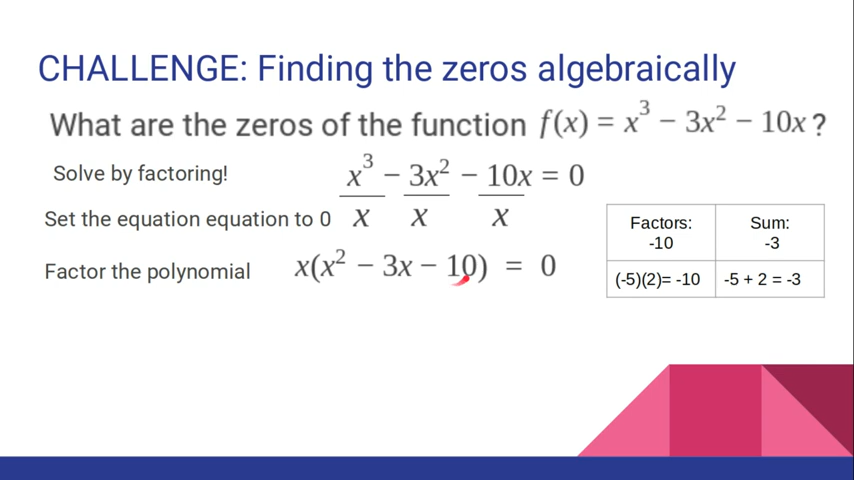 CHALLENGE: Finding the zeros algebraically
What are the zeros of the function f(x) = x³ − 3x² − 10x ?
Solve by factoring!
x³ − 3x² − 10x = 0
Set the equation equation to 0
x x x
Factor the polynomial
x(x² − 3x − 10) = 0
Factors: -10
Sum: -3
(-5)(2)= -10
-5 + 2 = -3